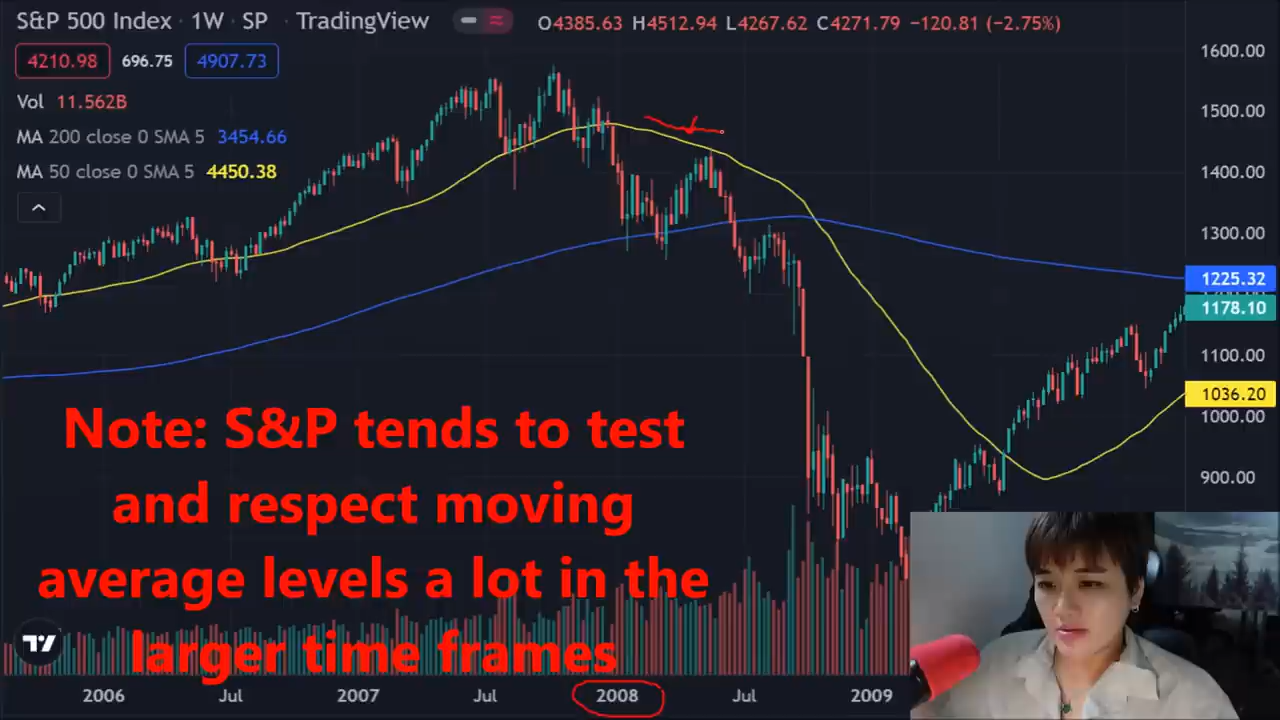 S&P 500 Index · 1W · SP · TradingView
O4385.63 H4512.94 L4267.62 C4271.79 −120.81 (−2.75%)
4210.98 696.75 4907.73
Vol 11.562B
MA 200 close 0 SMA 5 3454.66
MA 50 close 0 SMA 5 4450.38
1600.00
1500.00
1400.00
1300.00
1225.32
1178.10
1100.00
1036.20
1000.00
900.00
Note: S&P tends to test
and respect moving
average levels a lot in the
larger time frames
2006 Jul 2007 Jul 2008 Jul 2009